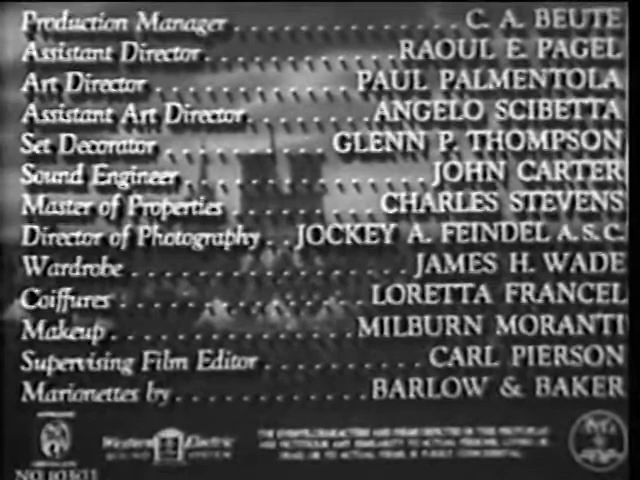 Production Manager . . . . . . . . . . . . . . . . . C. A. BEUTE
Assistant Director . . . . . . . . . . . . . . . RAOUL E. PAGEL
Art Director . . . . . . . . . . . . . . . PAUL PALMENTOLA
Assistant Art Director . . . . . . . . . . ANGELO SCIBETTA
Set Decorator . . . . . . . . . . . . GLENN P. THOMPSON
Sound Engineer . . . . . . . . . . . . . . . . JOHN CARTER
Master of Properties . . . . . . . . . . CHARLES STEVENS
Director of Photography . . JOCKEY A. FEINDEL A.S.C.
Wardrobe . . . . . . . . . . . . . . . . . . . . JAMES H. WADE
Coiffures . . . . . . . . . . . . . . . . . . LORETTA FRANCEL
Makeup . . . . . . . . . . . . . . . . . . MILBURN MORANTI
Supervising Film Editor . . . . . . . . . . . CARL PIERSON
Marionettes by . . . . . . . . . . . . . . BARLOW & BAKER
Western Electric
SOUND SYSTEM